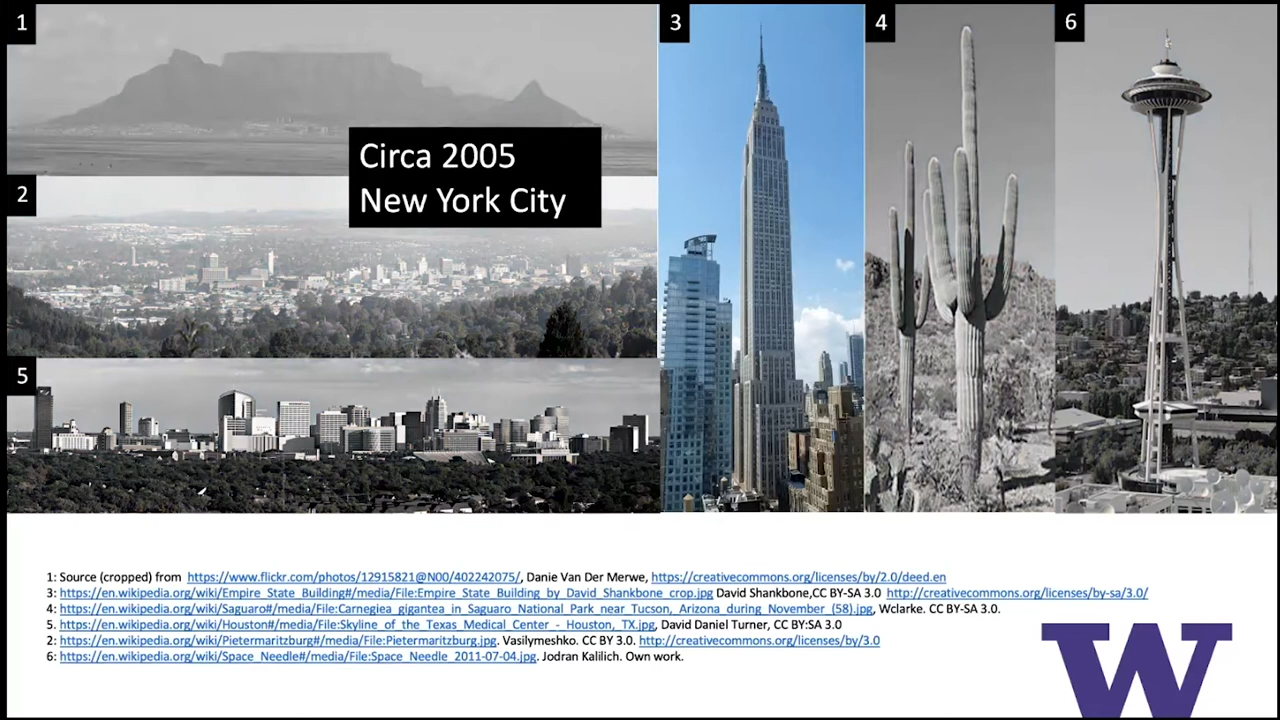 1
2
Circa 2005
New York City
5
3
4
6
1: Source (cropped) from https://www.flickr.com/photos/12915821@N00/402242075/, Danie Van Der Merwe, https://creativecommons.org/licenses/by/2.0/deed.en
3: https://en.wikipedia.org/wiki/Empire_State_Building#/media/File:Empire_State_Building_by_David_Shankbone_crop.jpg David Shankbone,CC BY-SA 3.0 http://creativecommons.org/licenses/by-sa/3.0/
4: https://en.wikipedia.org/wiki/Saguaro#/media/File:Carnegiea_gigantea_in_Saguaro_National_Park_near_Tucson,_Arizona_during_November_(58).jpg, Wclarke. CC BY-SA 3.0.
5: https://en.wikipedia.org/wiki/Houston#/media/File:Skyline_of_the_Texas_Medical_Center_-_Houston,_TX.jpg, David Daniel Turner, CC BY:SA 3.0
2: https://en.wikipedia.org/wiki/Pietermaritzburg#/media/File:Pietermaritzburg.jpg. Vasilymeshko. CC BY 3.0. http://creativecommons.org/licenses/by/3.0
6: https://en.wikipedia.org/wiki/Space_Needle#/media/File:Space_Needle_2011-07-04.jpg. Jodran Kalilich. Own work.
W